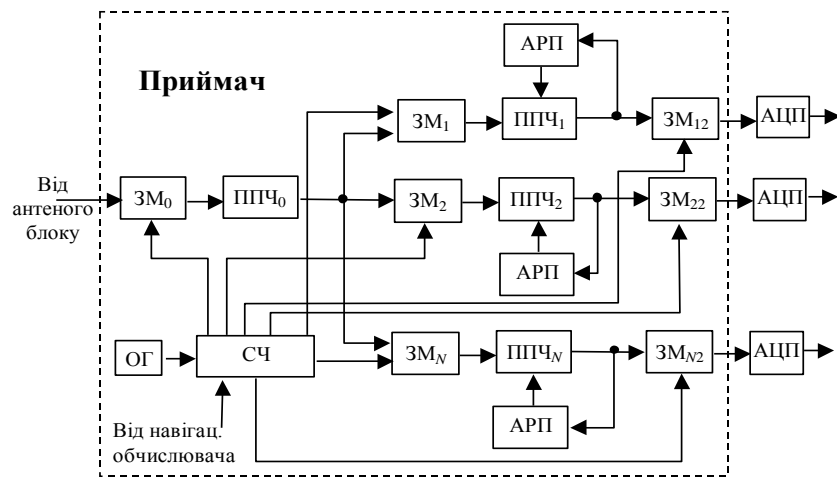 АРП
Приймач
ЗМ₁
ППЧ₁
ЗМ₁₂
АЦП
Від
антеного
блоку
ЗМ₀
ППЧ₀
ЗМ₂
ППЧ₂
ЗМ₂₂
АЦП
АРП
ОГ
СЧ
ЗМN
ППЧN
ЗМN2
АЦП
АРП
Від навігац.
обчислювача